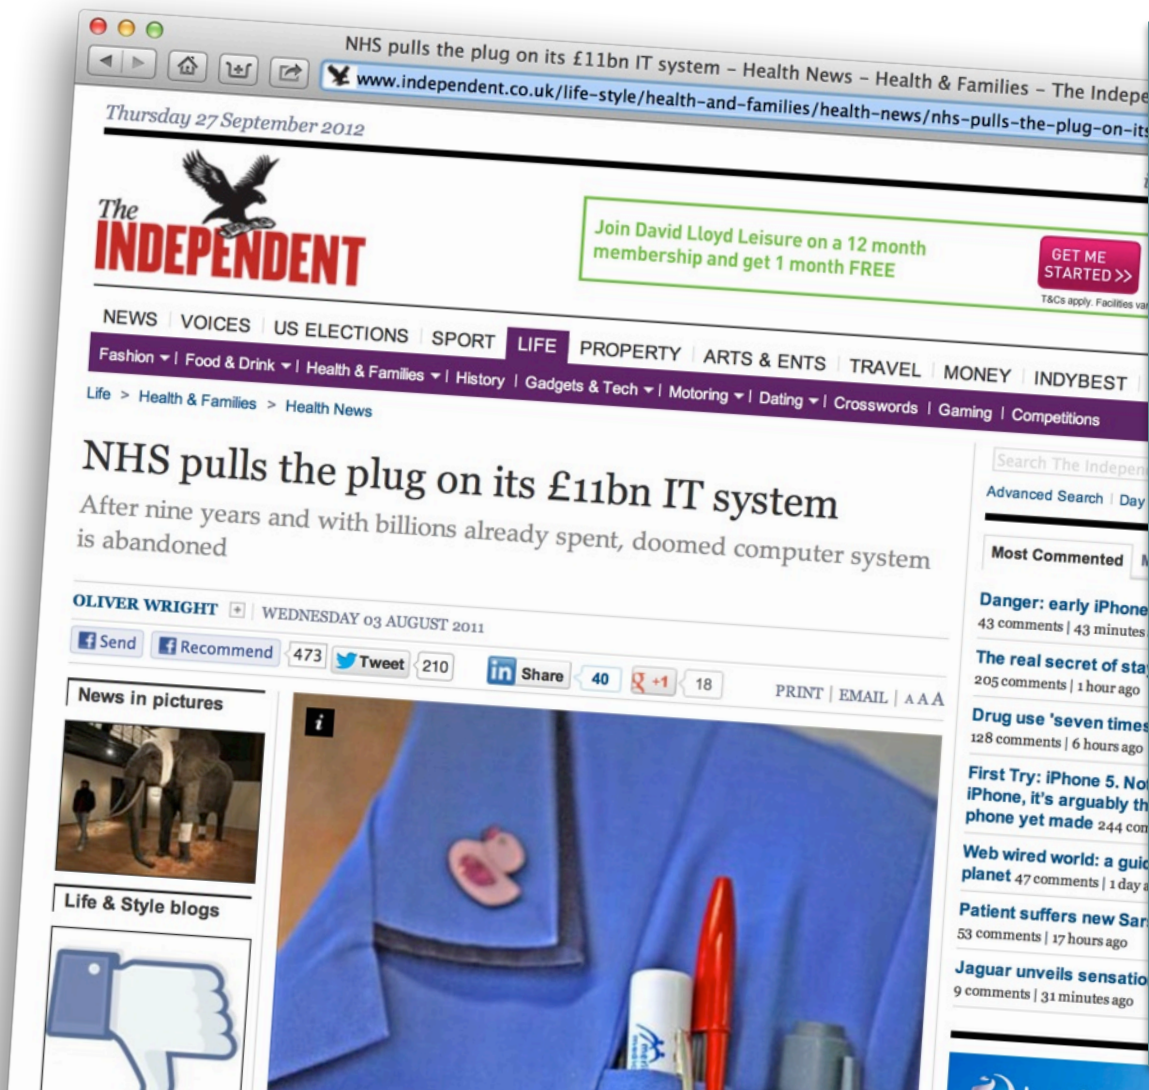 NHS pulls the plug on its £11bn IT system – Health News – Health & Families – The Indepe
www.independent.co.uk/life-style/health-and-families/health-news/nhs-pulls-the-plug-on-its
Thursday 27 September 2012
The
INDEPENDENT
Join David Lloyd Leisure on a 12 month
membership and get 1 month FREE
GET ME
STARTED >>
T&Cs apply. Facilities var
NEWS | VOICES | US ELECTIONS | SPORT LIFE PROPERTY | ARTS & ENTS | TRAVEL | MONEY | INDYBEST
Fashion | Food & Drink | Health & Families | History | Gadgets & Tech | Motoring | Dating | Crosswords | Gaming | Competitions
Life > Health & Families > Health News
NHS pulls the plug on its £11bn IT system
After nine years and with billions already spent, doomed computer system
is abandoned
OLIVER WRIGHT + | WEDNESDAY 03 AUGUST 2011
Send Recommend 473 Tweet 210 in Share 40 g +1 18 PRINT | EMAIL | A A A
News in pictures
i
Life & Style blogs
Search The Indepen
Advanced Search | Day
Most Commented
Danger: early iPhone
43 comments | 43 minutes
The real secret of sta
205 comments | 1 hour ago
Drug use 'seven times
128 comments | 6 hours ago
First Try: iPhone 5. Not
iPhone, it's arguably th
phone yet made 244 com
Web wired world: a guid
planet 47 comments | 1 day a
Patient suffers new Sar
53 comments | 17 hours ago
Jaguar unveils sensatio
9 comments | 31 minutes ago